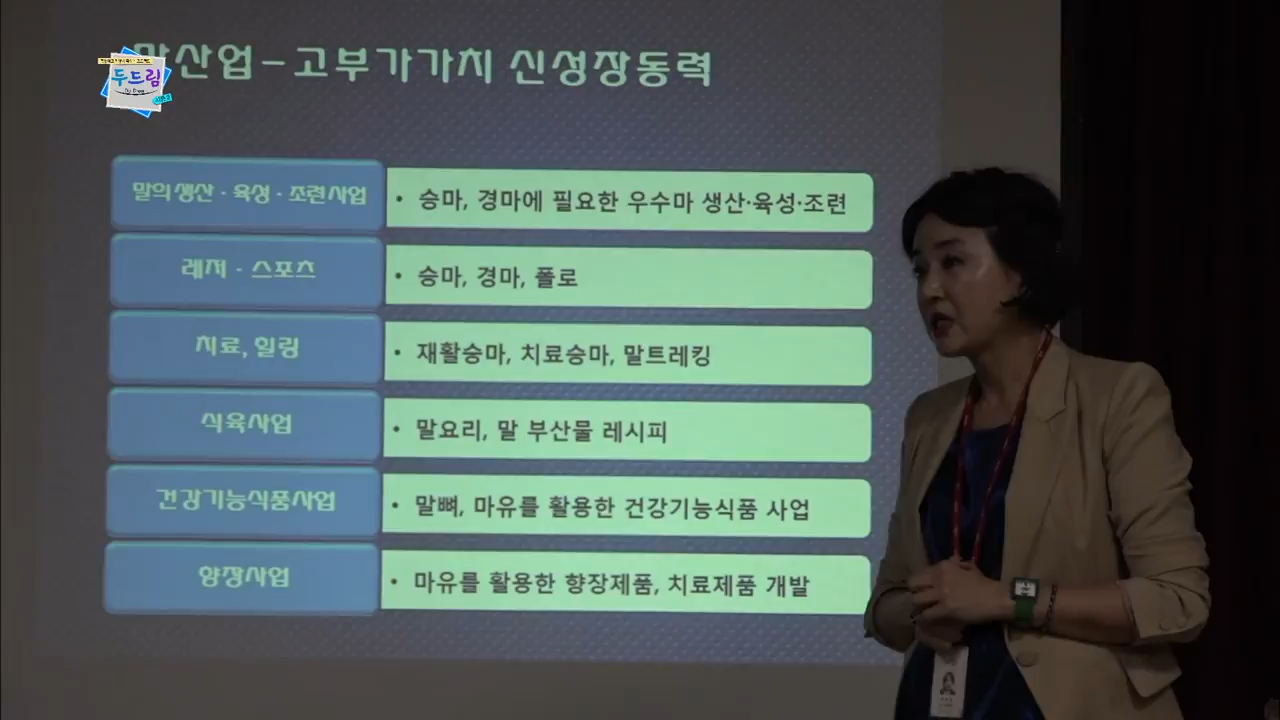 말산업-고부가가치 신성장동력
두드림
말의 생산 · 육성 · 조련 사업
• 승마, 경마에 필요한 우수마 생산·육성·조련
레저 · 스포츠
• 승마, 경마, 폴로
치료, 힐링
• 재활승마, 치료승마, 말트레킹
식육사업
• 말요리, 말 부산물 레시피
건강기능식품사업
• 말뼈, 마유를 활용한 건강기능식품 사업
향장사업
• 마유를 활용한 향장제품, 치료제품 개발